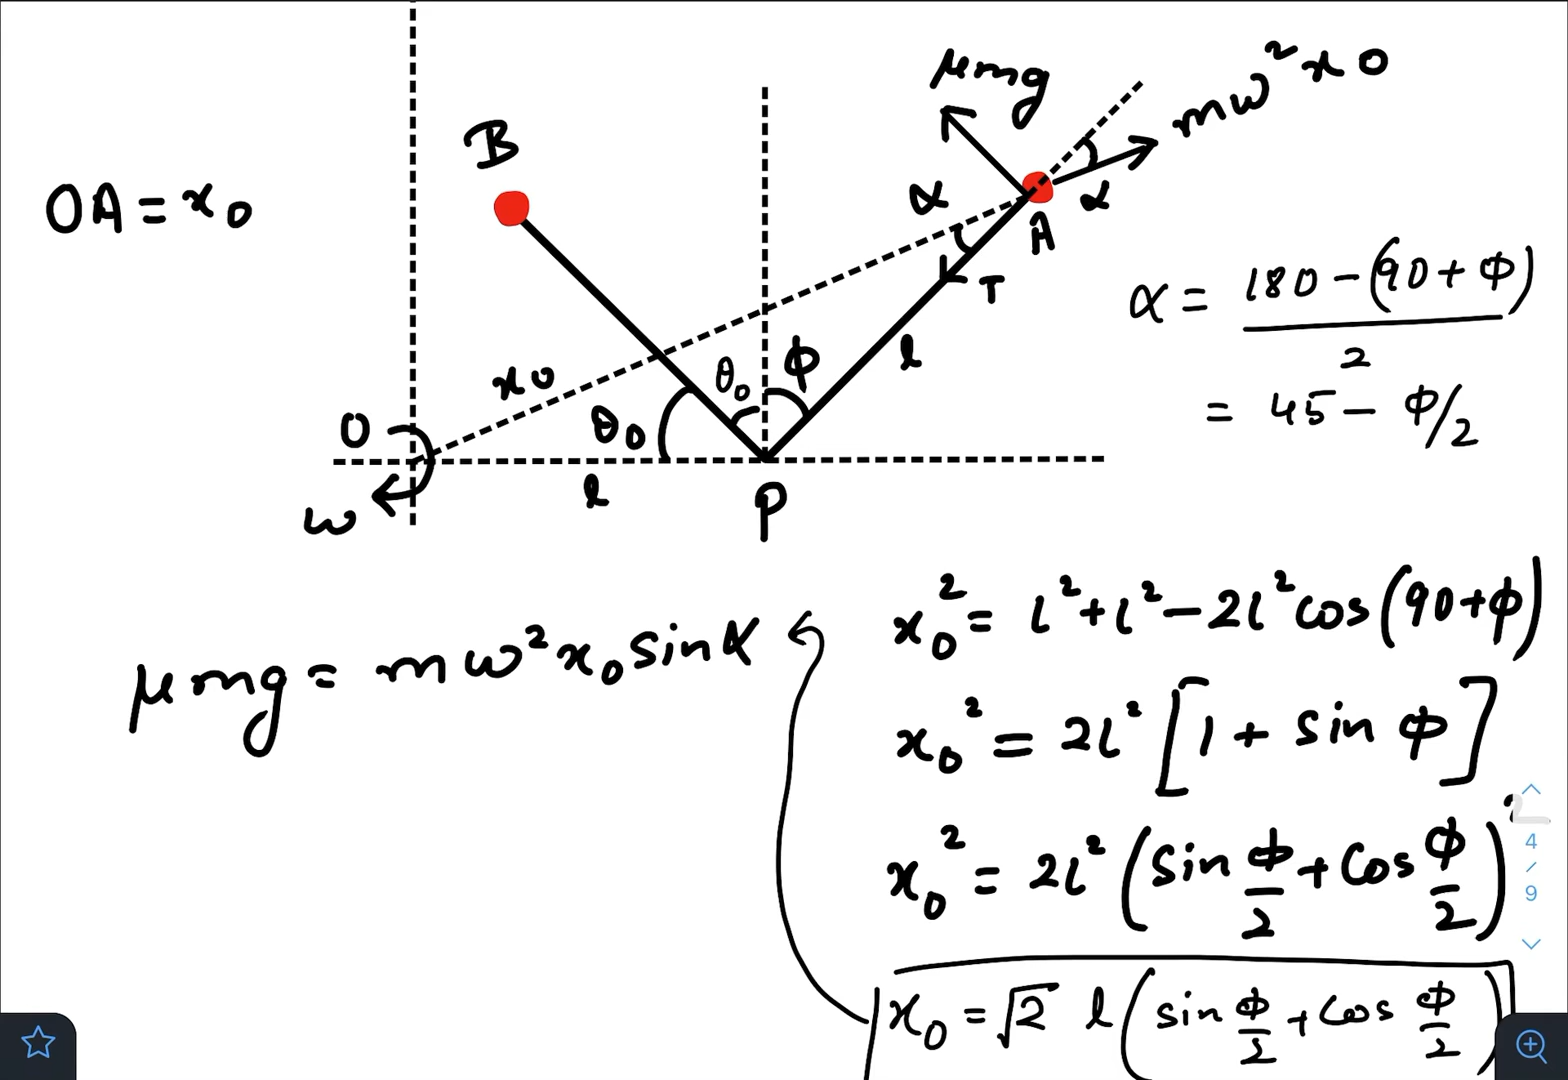 μmg
mω²x0
B
OA = x₀
α
A
α
T
α = 180 - (90 + φ) / 2
= 45 - φ/2
l
x0
θ₀
φ
θ₀
O
ω
l
P
x₀² = l² + l² - 2l² cos(90 + φ)
μmg = mω²x₀ sinα
x₀² = 2l² [1 + sin φ]
x₀² = 2l² (sin φ/2 + cos φ/2)²
x₀ = √2 l (sin φ/2 + cos φ/2)
4
/
9